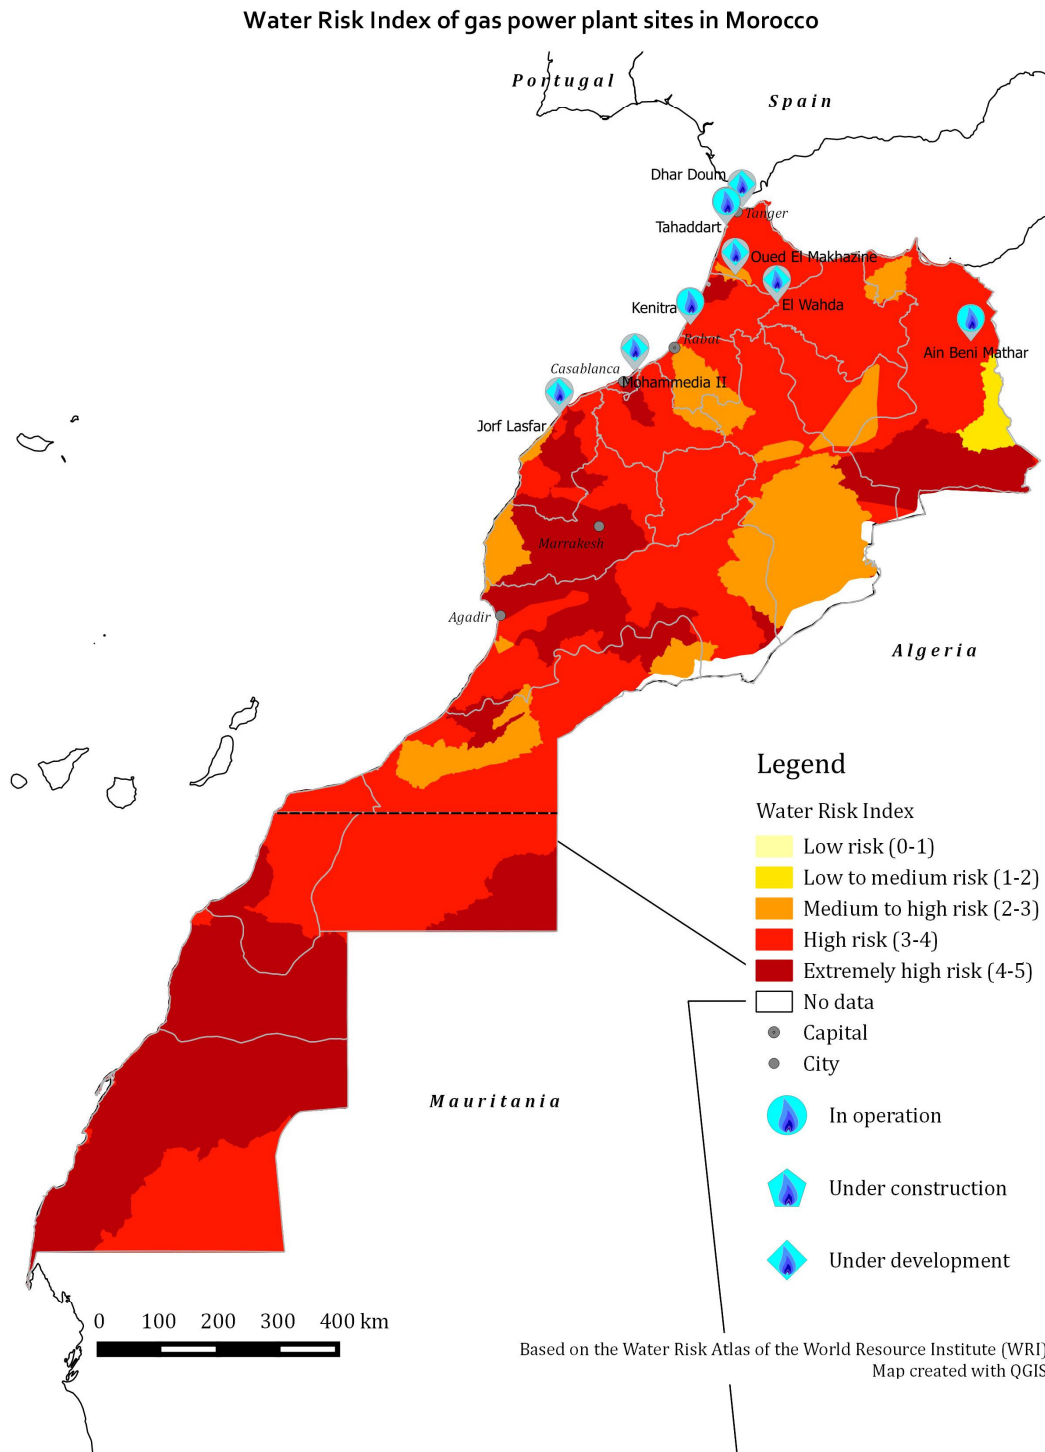 Water Risk Index of gas power plant sites in Morocco
Portugal
Spain
Dhar Doum
Tanger
Tahaddart
Oued El Makhazine
El Wahda
Kenitra
Rabat
Ain Beni Mathar
Casablanca
Mohammedia II
Jorf Lasfar
Marrakesh
Agadir
Algeria
Mauritania
Legend
Water Risk Index
Low risk (0-1)
Low to medium risk (1-2)
Medium to high risk (2-3)
High risk (3-4)
Extremely high risk (4-5)
No data
Capital
City
In operation
Under construction
Under development
0 100 200 300 400 km
Based on the Water Risk Atlas of the World Resource Institute (WRI)
Map created with QGIS